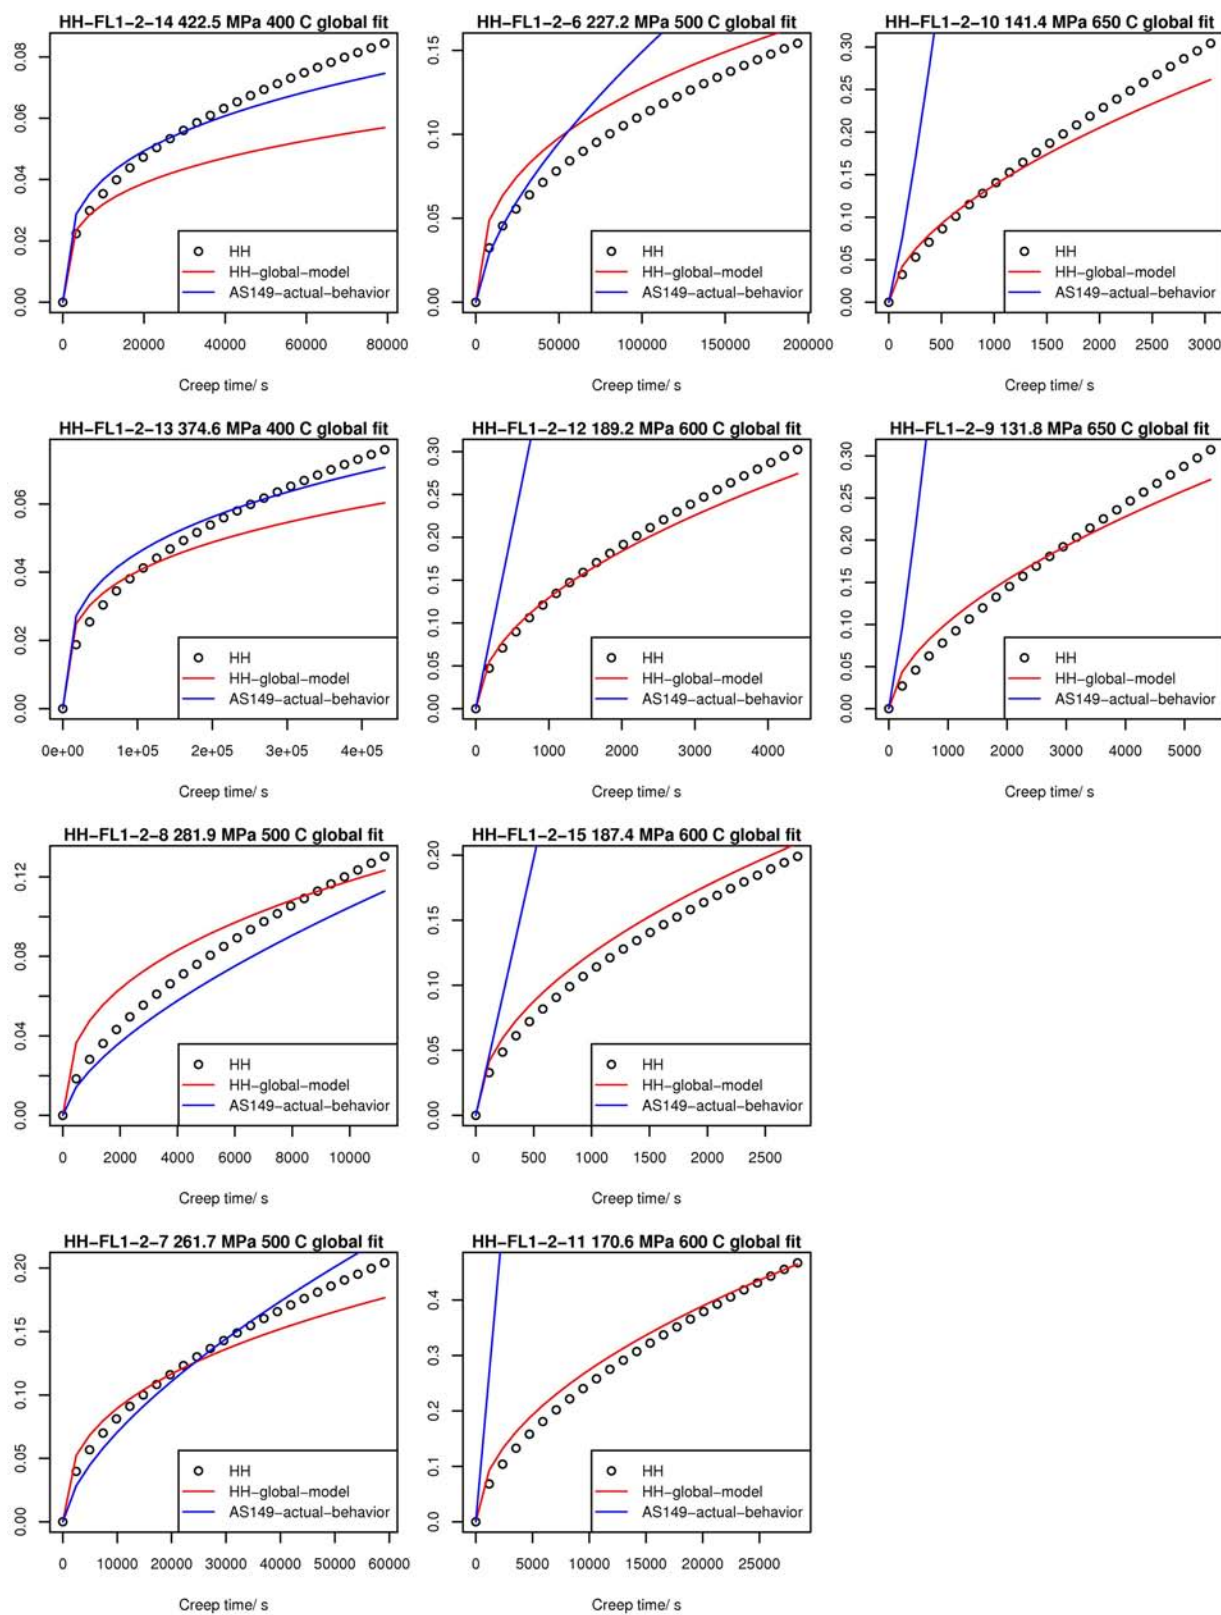 HH−FL1−2−14 422.5 MPa 400 C global fit
0.00 0.02 0.04 0.06 0.08
HH
HH−global−model
AS149−actual−behavior
0 20000 40000 60000 80000
Creep time/ s
HH−FL1−2−6 227.2 MPa 500 C global fit
0.00 0.05 0.10 0.15
HH
HH−global−model
AS149−actual−behavior
0 50000 100000 150000 200000
Creep time/ s
HH−FL1−2−10 141.4 MPa 650 C global fit
0.00 0.05 0.10 0.15 0.20 0.25 0.30
HH
HH−global−model
AS149−actual−behavior
0 500 1000 1500 2000 2500 3000
Creep time/ s
HH−FL1−2−13 374.6 MPa 400 C global fit
0.00 0.02 0.04 0.06
HH
HH−global−model
AS149−actual−behavior
0e+00 1e+05 2e+05 3e+05 4e+05
Creep time/ s
HH−FL1−2−12 189.2 MPa 600 C global fit
0.00 0.05 0.10 0.15 0.20 0.25 0.30
HH
HH−global−model
AS149−actual−behavior
0 1000 2000 3000 4000
Creep time/ s
HH−FL1−2−9 131.8 MPa 650 C global fit
0.00 0.05 0.10 0.15 0.20 0.25 0.30
HH
HH−global−model
AS149−actual−behavior
0 1000 2000 3000 4000 5000
Creep time/ s
HH−FL1−2−8 281.9 MPa 500 C global fit
0.00 0.04 0.08 0.12
HH
HH−global−model
AS149−actual−behavior
0 2000 4000 6000 8000 10000
Creep time/ s
HH−FL1−2−15 187.4 MPa 600 C global fit
0.00 0.05 0.10 0.15 0.20
HH
HH−global−model
AS149−actual−behavior
0 500 1000 1500 2000 2500
Creep time/ s
HH−FL1−2−7 261.7 MPa 500 C global fit
0.00 0.05 0.10 0.15 0.20
HH
HH−global−model
AS149−actual−behavior
0 10000 20000 30000 40000 50000 60000
Creep time/ s
HH−FL1−2−11 170.6 MPa 600 C global fit
0.0 0.1 0.2 0.3 0.4
HH
HH−global−model
AS149−actual−behavior
0 5000 10000 15000 20000 25000
Creep time/ s